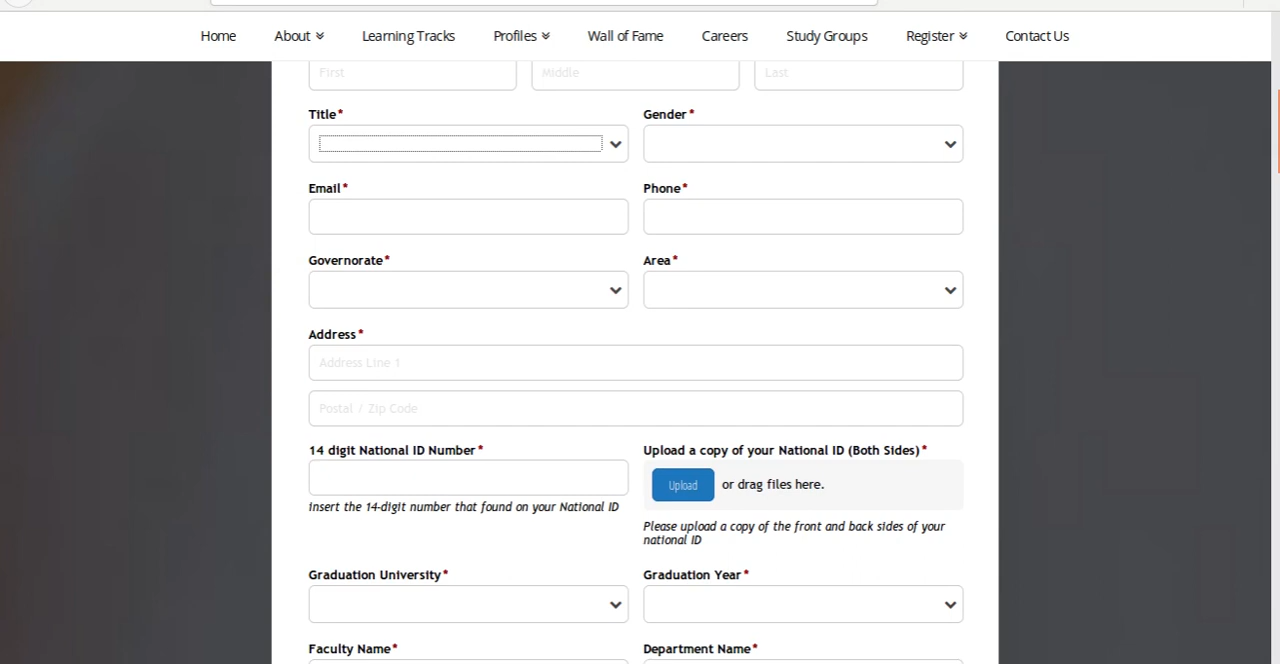 Home About Learning Tracks Profiles Wall of Fame Careers Study Groups Register Contact Us
First Middle Last
Title* Gender*
Email* Phone*
Governorate* Area*
Address*
Address Line 1
Postal / Zip Code
14 digit National ID Number* Upload a copy of your National ID (Both Sides)*
Upload or drag files here.
Insert the 14-digit number that found on your National ID
Please upload a copy of the front and back sides of your
national ID
Graduation University* Graduation Year*
Faculty Name* Department Name*